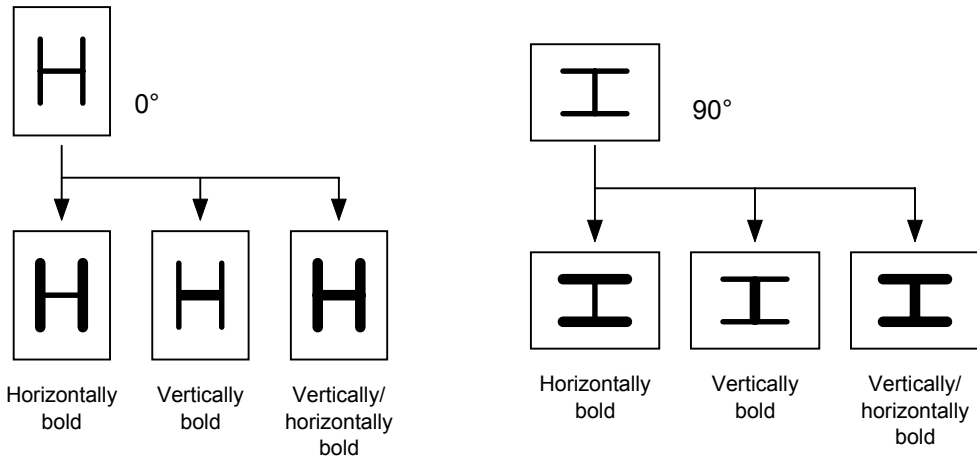 H
0°
H
H
H
Horizontally
bold
Vertically
bold
Vertically/
horizontally
bold
H
90°
H
H
H
Horizontally
bold
Vertically
bold
Vertically/
horizontally
bold